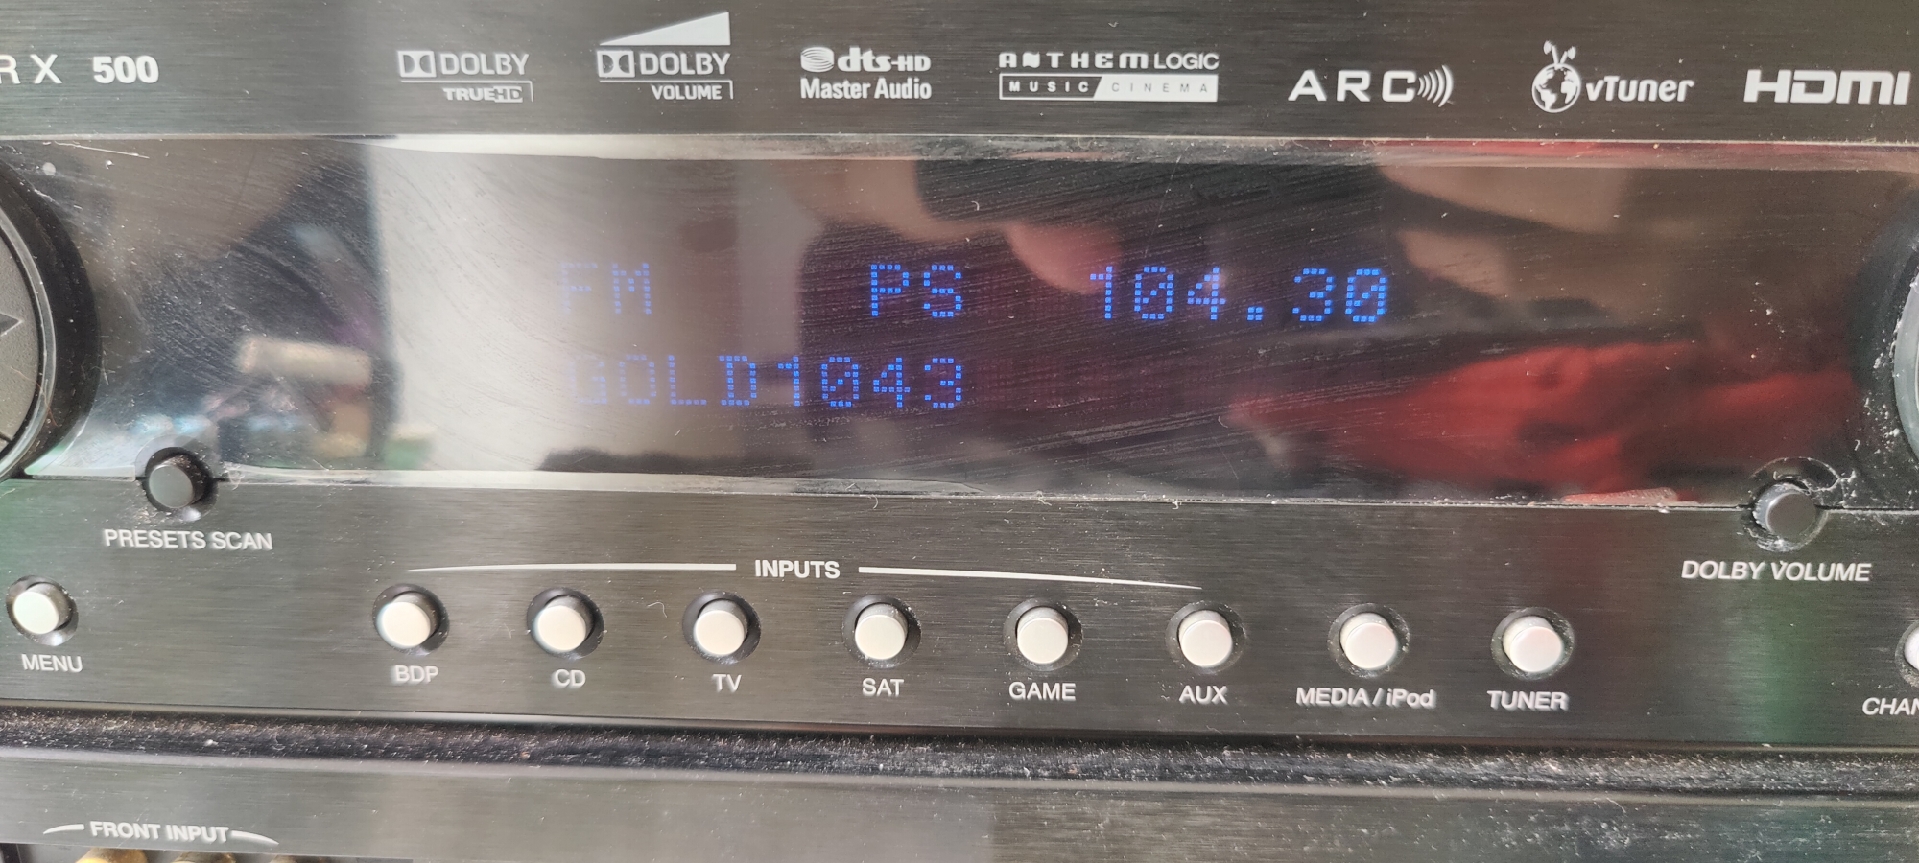 RX 500
DOLBY
TRUEHD
DOLBY
VOLUME
dts-HD
Master Audio
ANTHEM LOGIC
MUSIC CINEMA
ARC
vTuner
HDMI
FM PS 104.30
GOLD1043
PRESETS SCAN
DOLBY VOLUME
INPUTS
MENU
BDP
CD
TV
SAT
GAME
AUX
MEDIA / iPod
TUNER
CHAN
FRONT INPUT